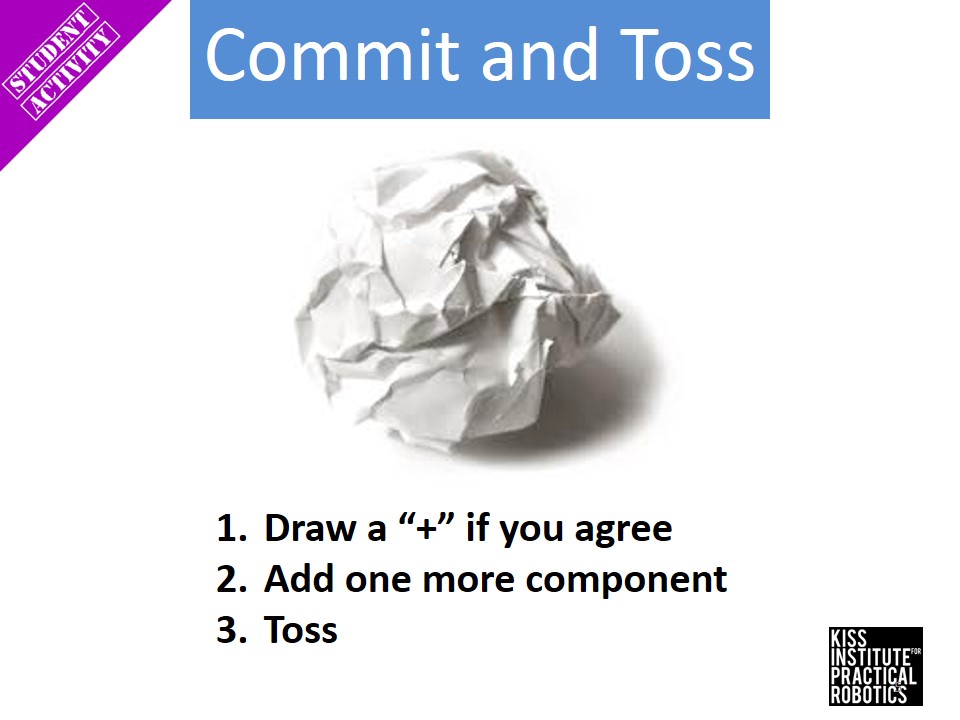 STUDENT
ACTIVITY
Commit and Toss
1. Draw a “+” if you agree
2. Add one more component
3. Toss
KISS
INSTITUTE FOR
PRACTICAL
ROBOTICS